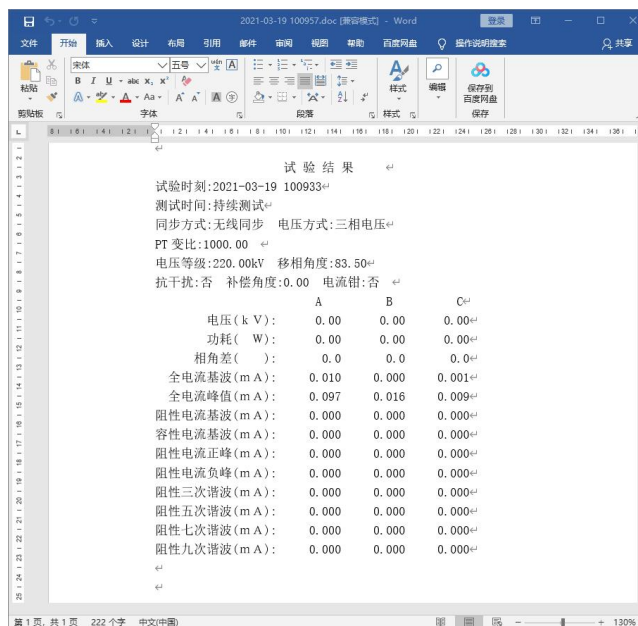 2021-03-19 100957.doc [兼容模式] - Word
登录
文件 开始 插入 设计 布局 引用 邮件 审阅 视图 帮助 百度网盘 操作说明搜索 共享
粘贴 宋体 五号 样式 编辑 保存到
百度网盘
剪贴板 字体 段落 样式 保存
试 验 结 果
试验时刻:2021-03-19 100933
测试时间:持续测试
同步方式:无线同步 电压方式:三相电压
PT 变比:1000.00
电压等级:220.00kV 移相角度:83.50
抗干扰:否 补偿角度:0.00 电流钳:否
A B C
电压(k V): 0.00 0.00 0.00
功耗( W): 0.00 0.00 0.00
相角差( ): 0.0 0.0 0.0
全电流基波(m A): 0.010 0.000 0.001
全电流峰值(m A): 0.097 0.016 0.009
阻性电流基波(m A): 0.000 0.000 0.000
容性电流基波(m A): 0.000 0.000 0.000
阻性电流正峰(m A): 0.000 0.000 0.000
阻性电流负峰(m A): 0.000 0.000 0.000
阻性三次谐波(m A): 0.000 0.000 0.000
阻性五次谐波(m A): 0.000 0.000 0.000
阻性七次谐波(m A): 0.000 0.000 0.000
阻性九次谐波(m A): 0.000 0.000 0.000
第 1 页，共 1 页 222 个字 中文(中国) 130%